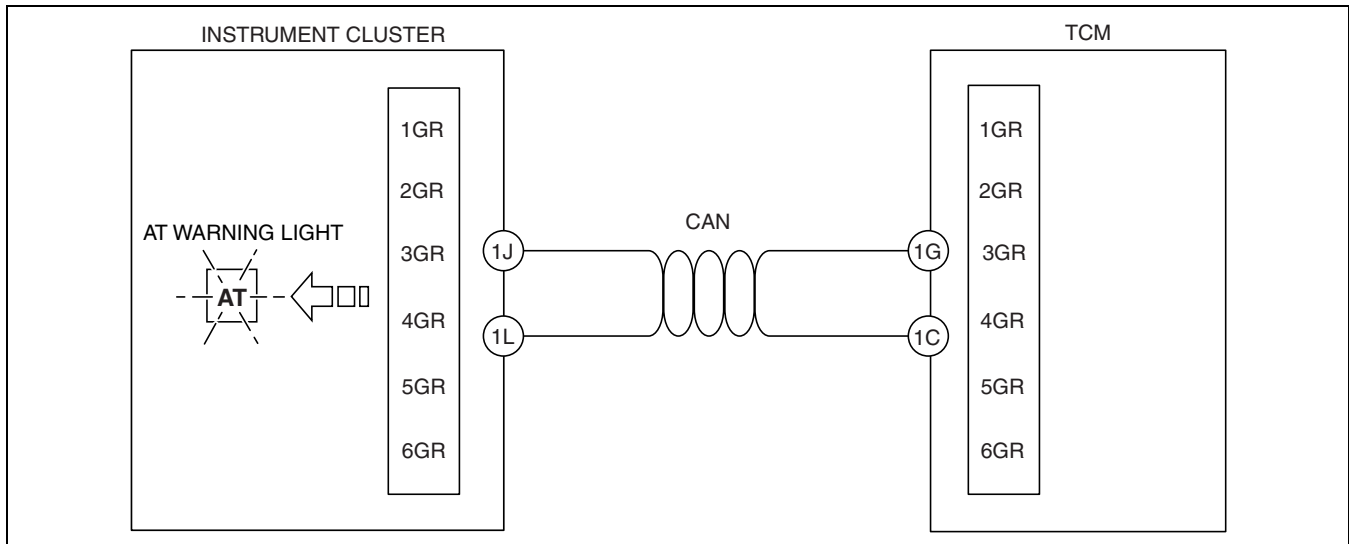 INSTRUMENT CLUSTER
TCM
1GR
2GR
3GR
4GR
5GR
6GR
AT WARNING LIGHT
AT
1J
1L
CAN
1G
1C
1GR
2GR
3GR
4GR
5GR
6GR